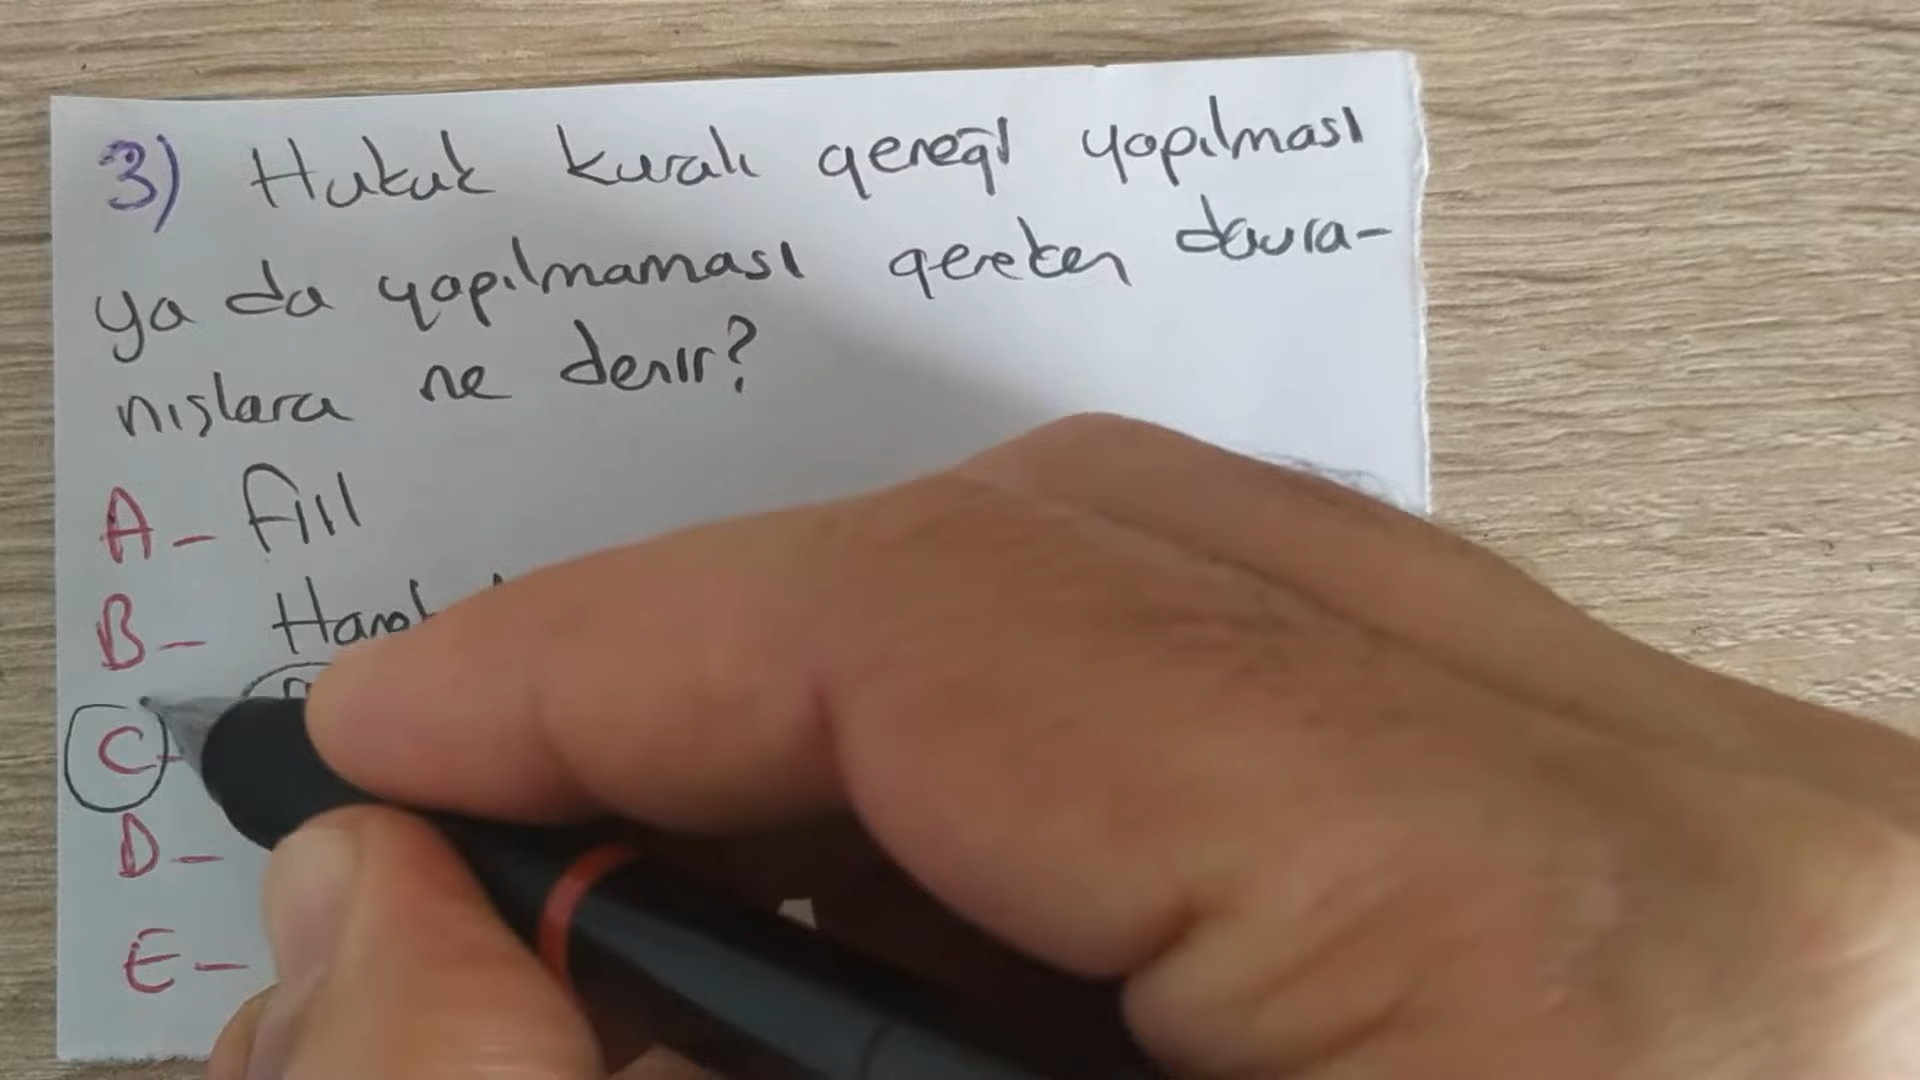 3) Hukuk kuralı gereği yapılması
ya da yapılmaması gereken davra-
nışlara ne denir?
A- fiil
B-
C-
D-
E-